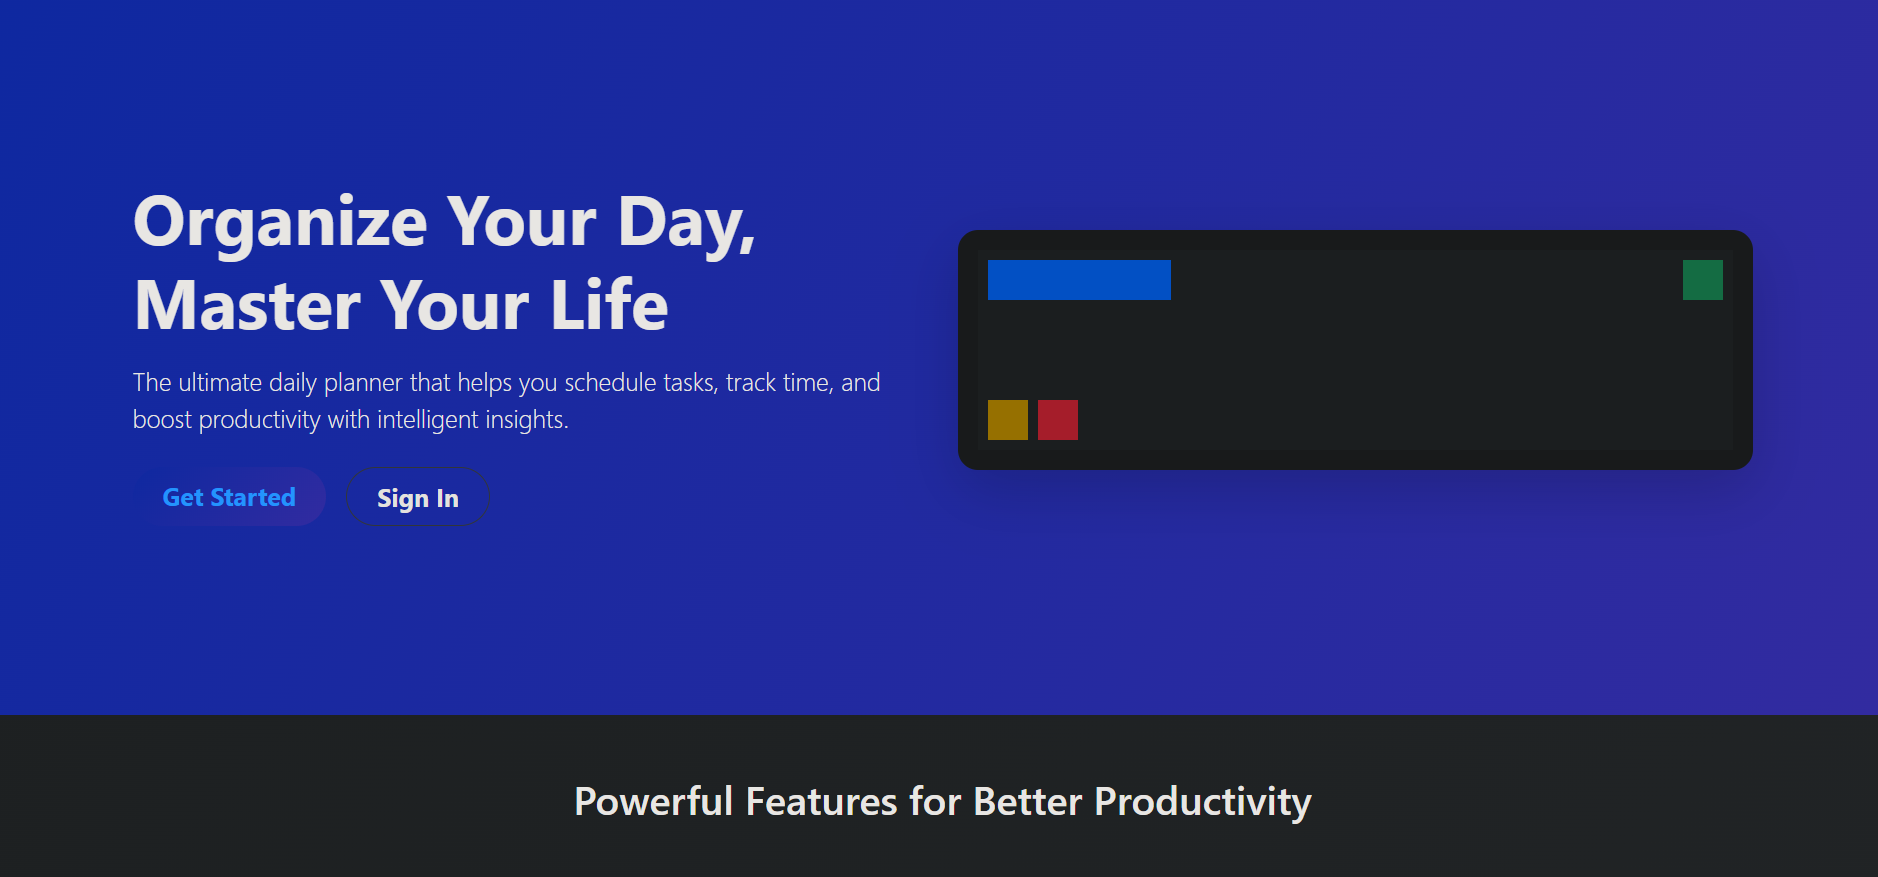 Organize Your Day,
Master Your Life
The ultimate daily planner that helps you schedule tasks, track time, and
boost productivity with intelligent insights.
Get Started
Sign In
Powerful Features for Better Productivity